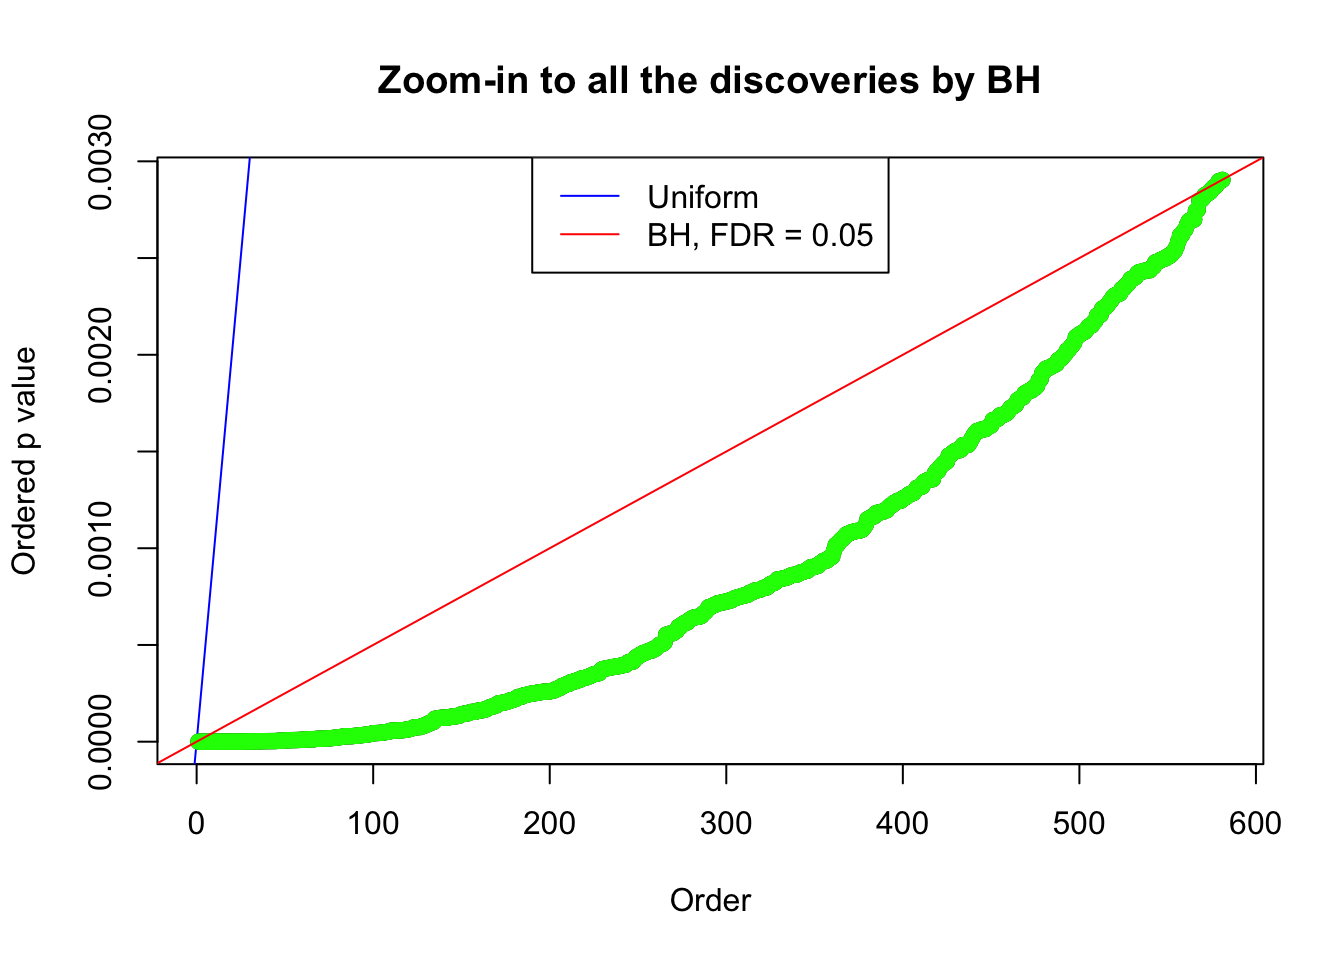 Zoom-in to all the discoveries by BH
Uniform
BH, FDR = 0.05
Ordered p value
0.0030
0.0020
0.0010
0.0000
0 100 200 300 400 500 600
Order